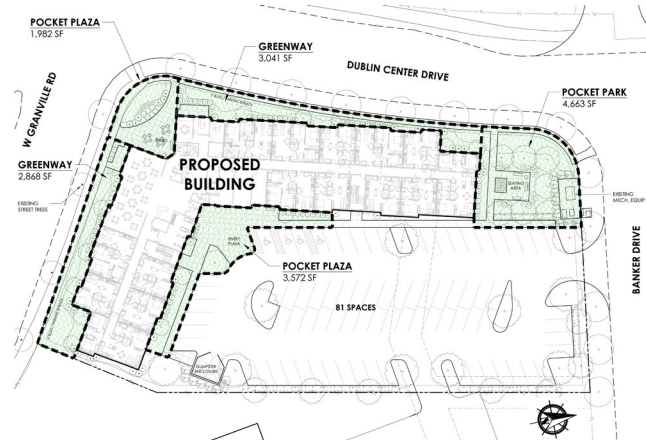 POCKET PLAZA
1,982 SF
GREENWAY
3,041 SF
DUBLIN CENTER DRIVE
POCKET PARK
4,663 SF
W GRANVILLE RD
GREENWAY
2,868 SF
EXISTING
STREET TREES
PROPOSED
BUILDING
SEATING
AREA
EXISTING
MECH. EQUIP
ENTRY
PLAZA
POCKET PLAZA
3,572 SF
BANKER DRIVE
81 SPACES
DUMPSTER
ENCLOSURE